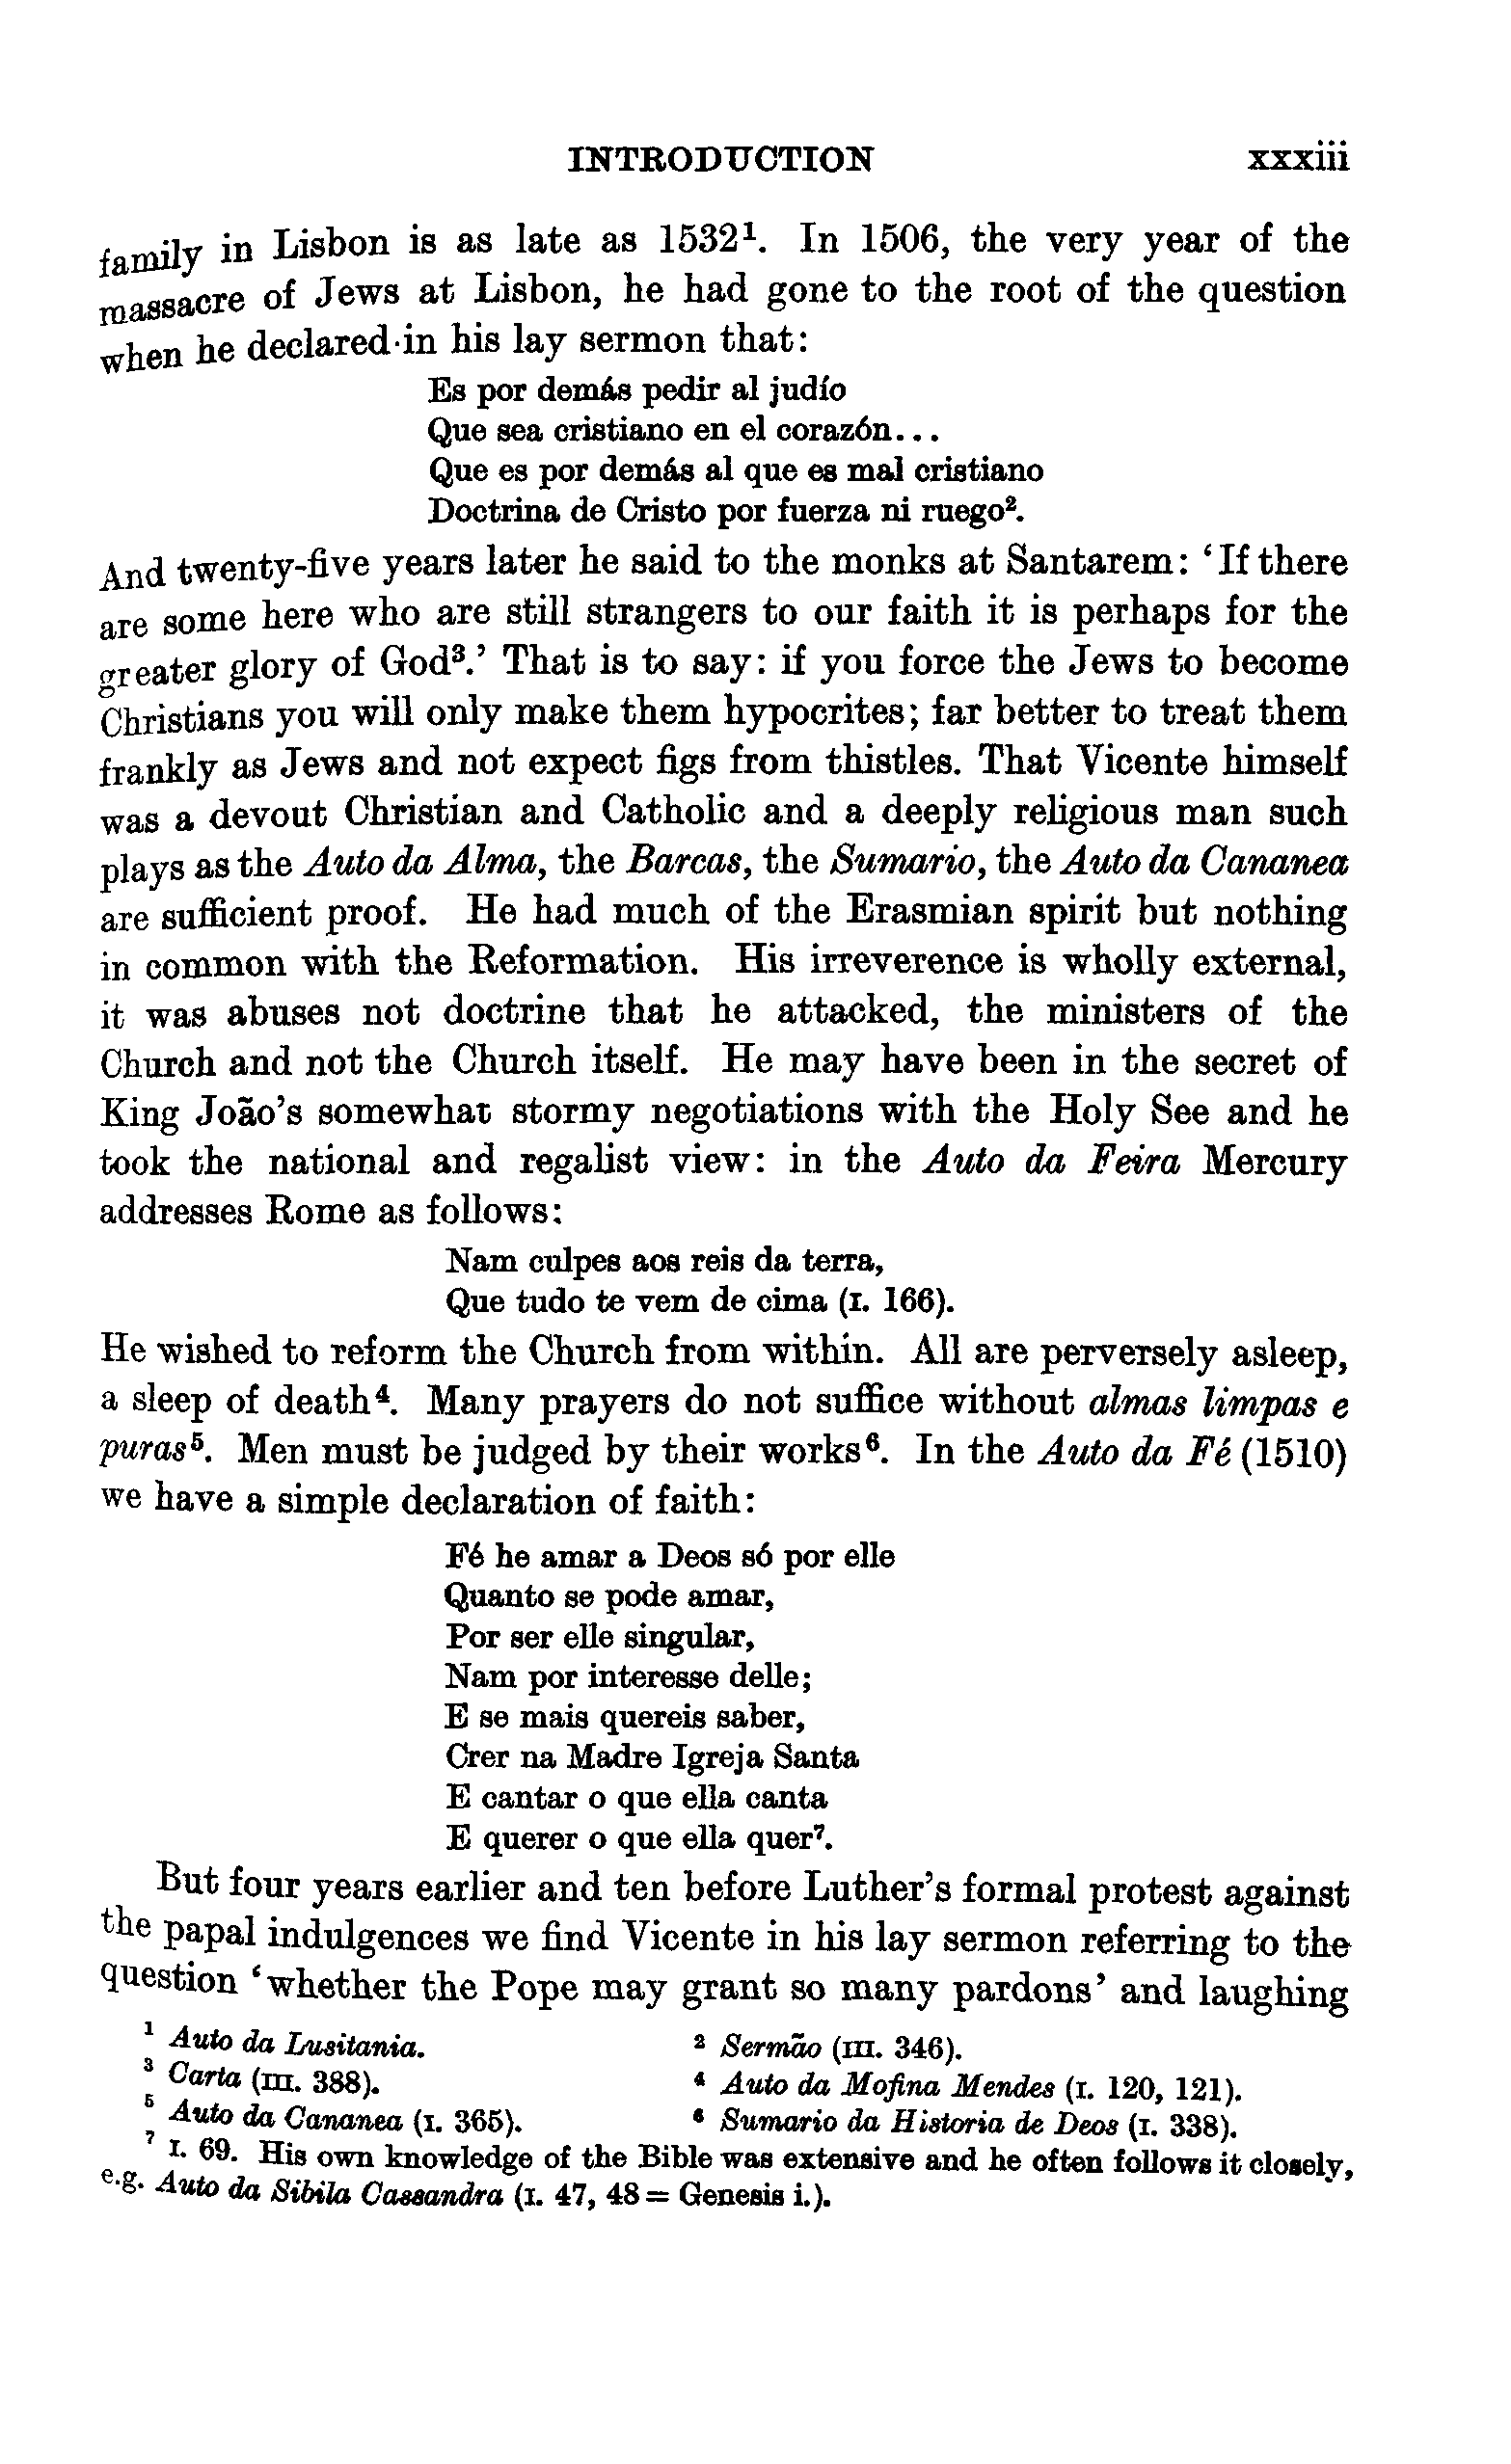 INTRODUCTION xxxiii
family in Lisbon is as late as 1532¹. In 1506, the very year of the
massacre of Jews at Lisbon, he had gone to the root of the question
when he declared·in his lay sermon that:
Es por demás pedir al judío
Que sea cristiano en el corazón...
Que es por demás al que es mal cristiano
Doctrina de Cristo por fuerza ni ruego².
And twenty-five years later he said to the monks at Santarem: ‘If there
are some here who are still strangers to our faith it is perhaps for the
greater glory of God³.’ That is to say: if you force the Jews to become
Christians you will only make them hypocrites; far better to treat them
frankly as Jews and not expect figs from thistles. That Vicente himself
was a devout Christian and Catholic and a deeply religious man such
plays as the Auto da Alma, the Barcas, the Sumario, the Auto da Cananea
are sufficient proof. He had much of the Erasmian spirit but nothing
in common with the Reformation. His irreverence is wholly external,
it was abuses not doctrine that he attacked, the ministers of the
Church and not the Church itself. He may have been in the secret of
King João’s somewhat stormy negotiations with the Holy See and he
took the national and regalist view: in the Auto da Feira Mercury
addresses Rome as follows:
Nam culpes aos reis da terra,
Que tudo te vem de cima (I. 166).
He wished to reform the Church from within. All are perversely asleep,
a sleep of death⁴. Many prayers do not suffice without almas limpas e
puras⁵. Men must be judged by their works⁶. In the Auto da Fé (1510)
we have a simple declaration of faith:
Fé he amar a Deos só por elle
Quanto se pode amar,
Por ser elle singular,
Nam por interesse delle;
E se mais quereis saber,
Crer na Madre Igreja Santa
E cantar o que ella canta
E querer o que ella quer⁷.
But four years earlier and ten before Luther’s formal protest against
the papal indulgences we find Vicente in his lay sermon referring to the
question ‘whether the Pope may grant so many pardons’ and laughing
¹ Auto da Lusitania. ² Sermão (III. 346).
³ Carta (III. 388). ⁴ Auto da Mofina Mendes (I. 120, 121).
⁵ Auto da Cananea (I. 365). ⁶ Sumario da Historia de Deos (I. 338).
⁷ I. 69. His own knowledge of the Bible was extensive and he often follows it closely,
e.g. Auto da Sibila Cassandra (I. 47, 48 = Genesis i.).